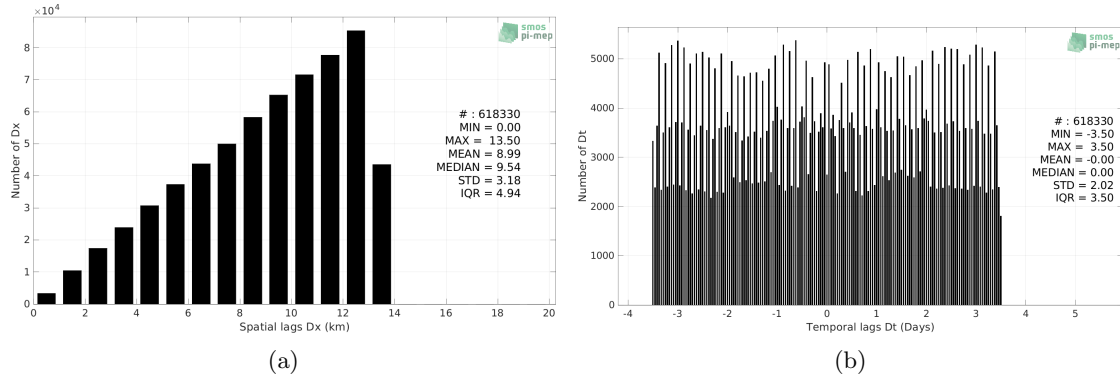 ×10⁴
8
7
6
5
4
3
2
1
0
Number of Dx
0 2 4 6 8 10 12 14 16 18 20
Spatial lags Dx (km)
smos
pi-mep
# : 618330
MIN = 0.00
MAX = 13.50
MEAN = 8.99
MEDIAN = 9.54
STD = 3.18
IQR = 4.94
(a)
5000
4000
3000
2000
1000
0
Number of Dt
-4 -3 -2 -1 0 1 2 3 4 5
Temporal lags Dt (Days)
smos
pi-mep
# : 618330
MIN = -3.50
MAX = 3.50
MEAN = -0.00
MEDIAN = 0.00
STD = 2.02
IQR = 3.50
(b)